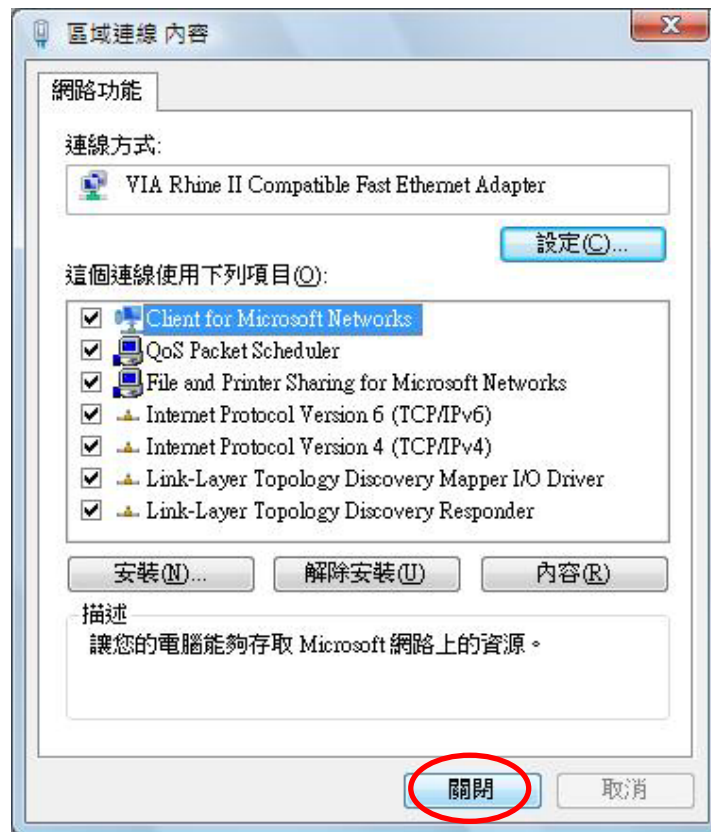 區域連線 內容
網路功能
連線方式:
VIA Rhine II Compatible Fast Ethernet Adapter
設定(C)...
這個連線使用下列項目(O):
Client for Microsoft Networks
QoS Packet Scheduler
File and Printer Sharing for Microsoft Networks
Internet Protocol Version 6 (TCP/IPv6)
Internet Protocol Version 4 (TCP/IPv4)
Link-Layer Topology Discovery Mapper I/O Driver
Link-Layer Topology Discovery Responder
安裝(N)... 解除安裝(U) 內容(R)
描述
讓您的電腦能夠存取 Microsoft 網路上的資源。
關閉 取消